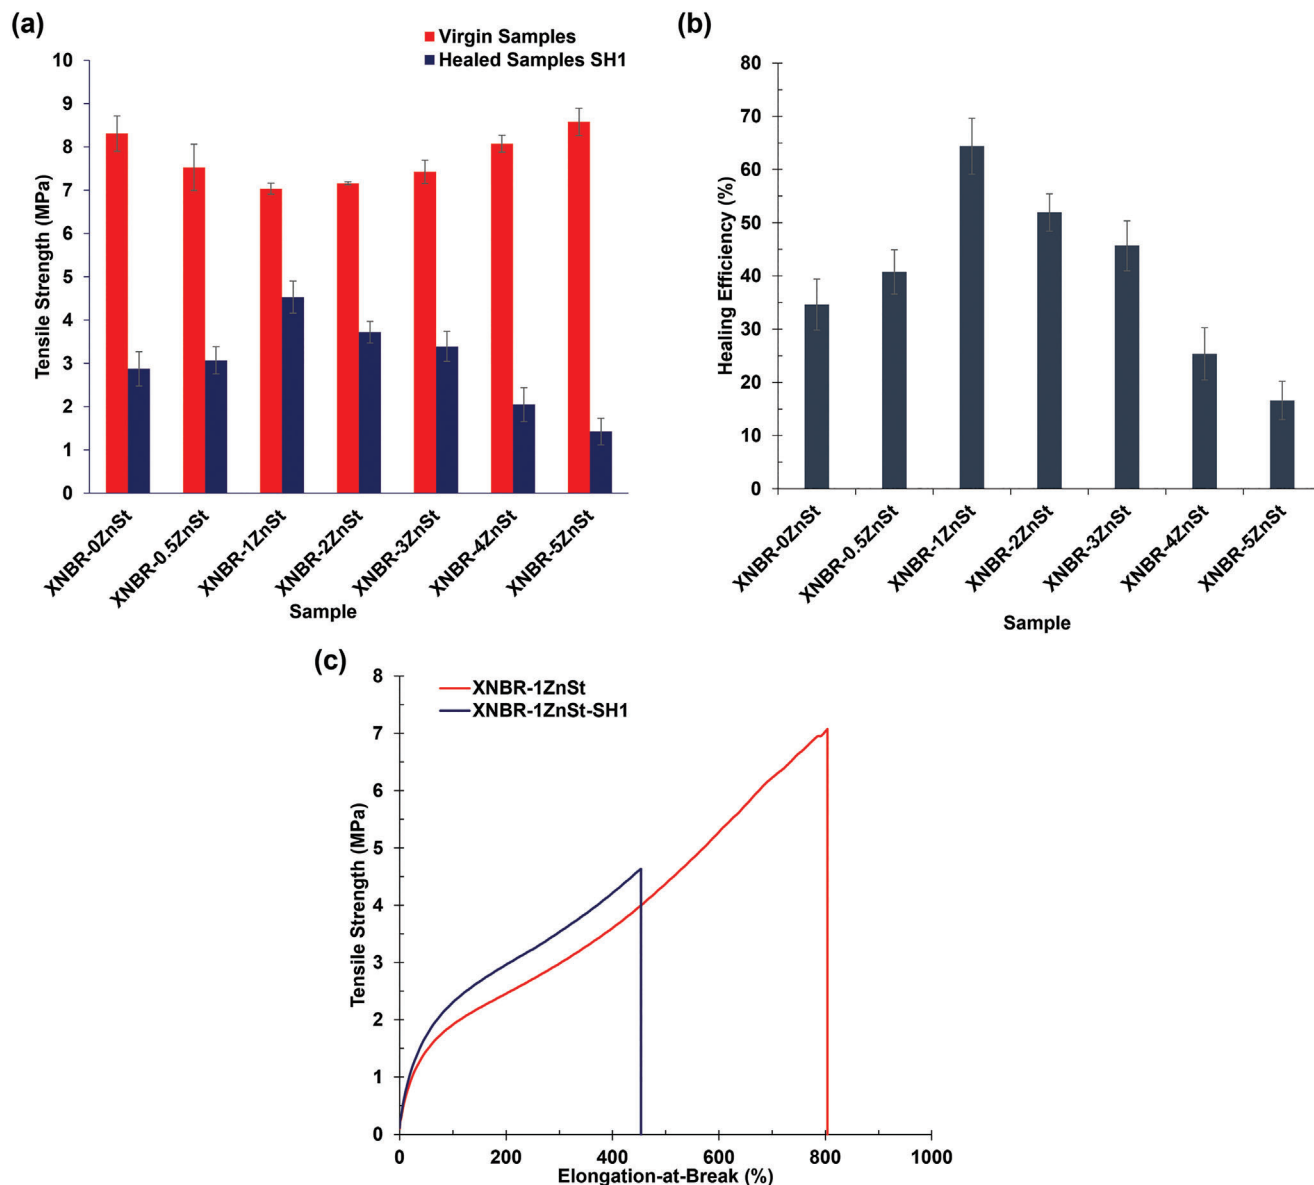 (a)
Virgin Samples
Healed Samples SH1
Tensile Strength (MPa)
10
9
8
7
6
5
4
3
2
1
0
XNBR-0ZnSt
XNBR-0.5ZnSt
XNBR-1ZnSt
XNBR-2ZnSt
XNBR-3ZnSt
XNBR-4ZnSt
XNBR-5ZnSt
Sample
(b)
Healing Efficiency (%)
80
70
60
50
40
30
20
10
0
XNBR-0ZnSt
XNBR-0.5ZnSt
XNBR-1ZnSt
XNBR-2ZnSt
XNBR-3ZnSt
XNBR-4ZnSt
XNBR-5ZnSt
Sample
(c)
XNBR-1ZnSt
XNBR-1ZnSt-SH1
Tensile Strength (MPa)
8
7
6
5
4
3
2
1
0
0 200 400 600 800 1000
Elongation-at-Break (%)